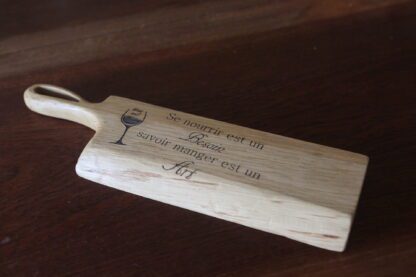 Se nourrir est un
Besoin
savoir manger est un
Art